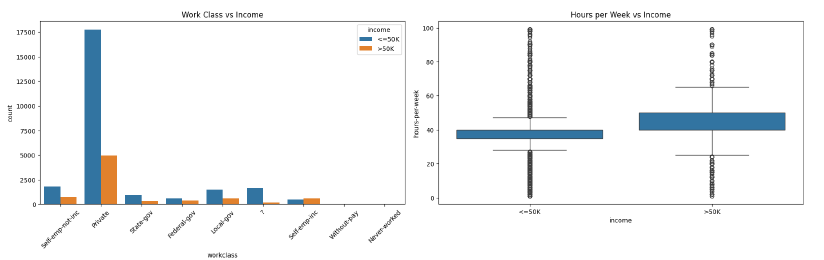 Work Class vs Income
income
<=50K
>50K
17500
15000
12500
10000
7500
5000
2500
0
count
Self-emp-not-inc
Private
State-gov
Federal-gov
Local-gov
?
Self-emp-inc
Without-pay
Never-worked
workclass
Hours per Week vs Income
100
80
60
40
20
0
hours-per-week
<=50K
>50K
income